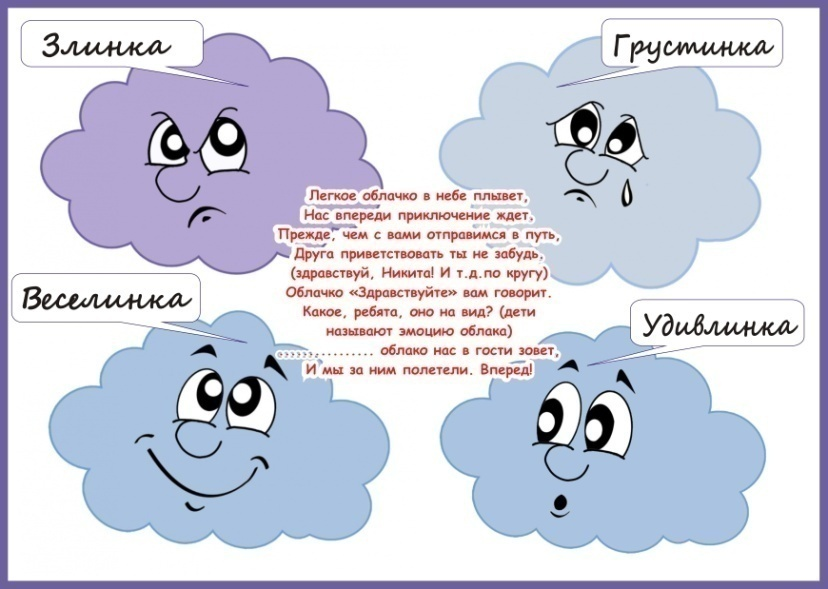 Злинка
Грустинка
Легкое облачко в небе плывет,
Нас впереди приключение ждет.
Прежде, чем с вами отправимся в путь,
Друга приветствовать ты не забудь.
(здравствуй, Никита! И т.д.по кругу)
Облачко «Здравствуйте» вам говорит.
Какое, ребята, оно на вид? (дети
называют эмоцию облака)
.......... облако нас в гости зовет,
И мы за ним полетели. Вперед!
Веселинка
Удивлинка